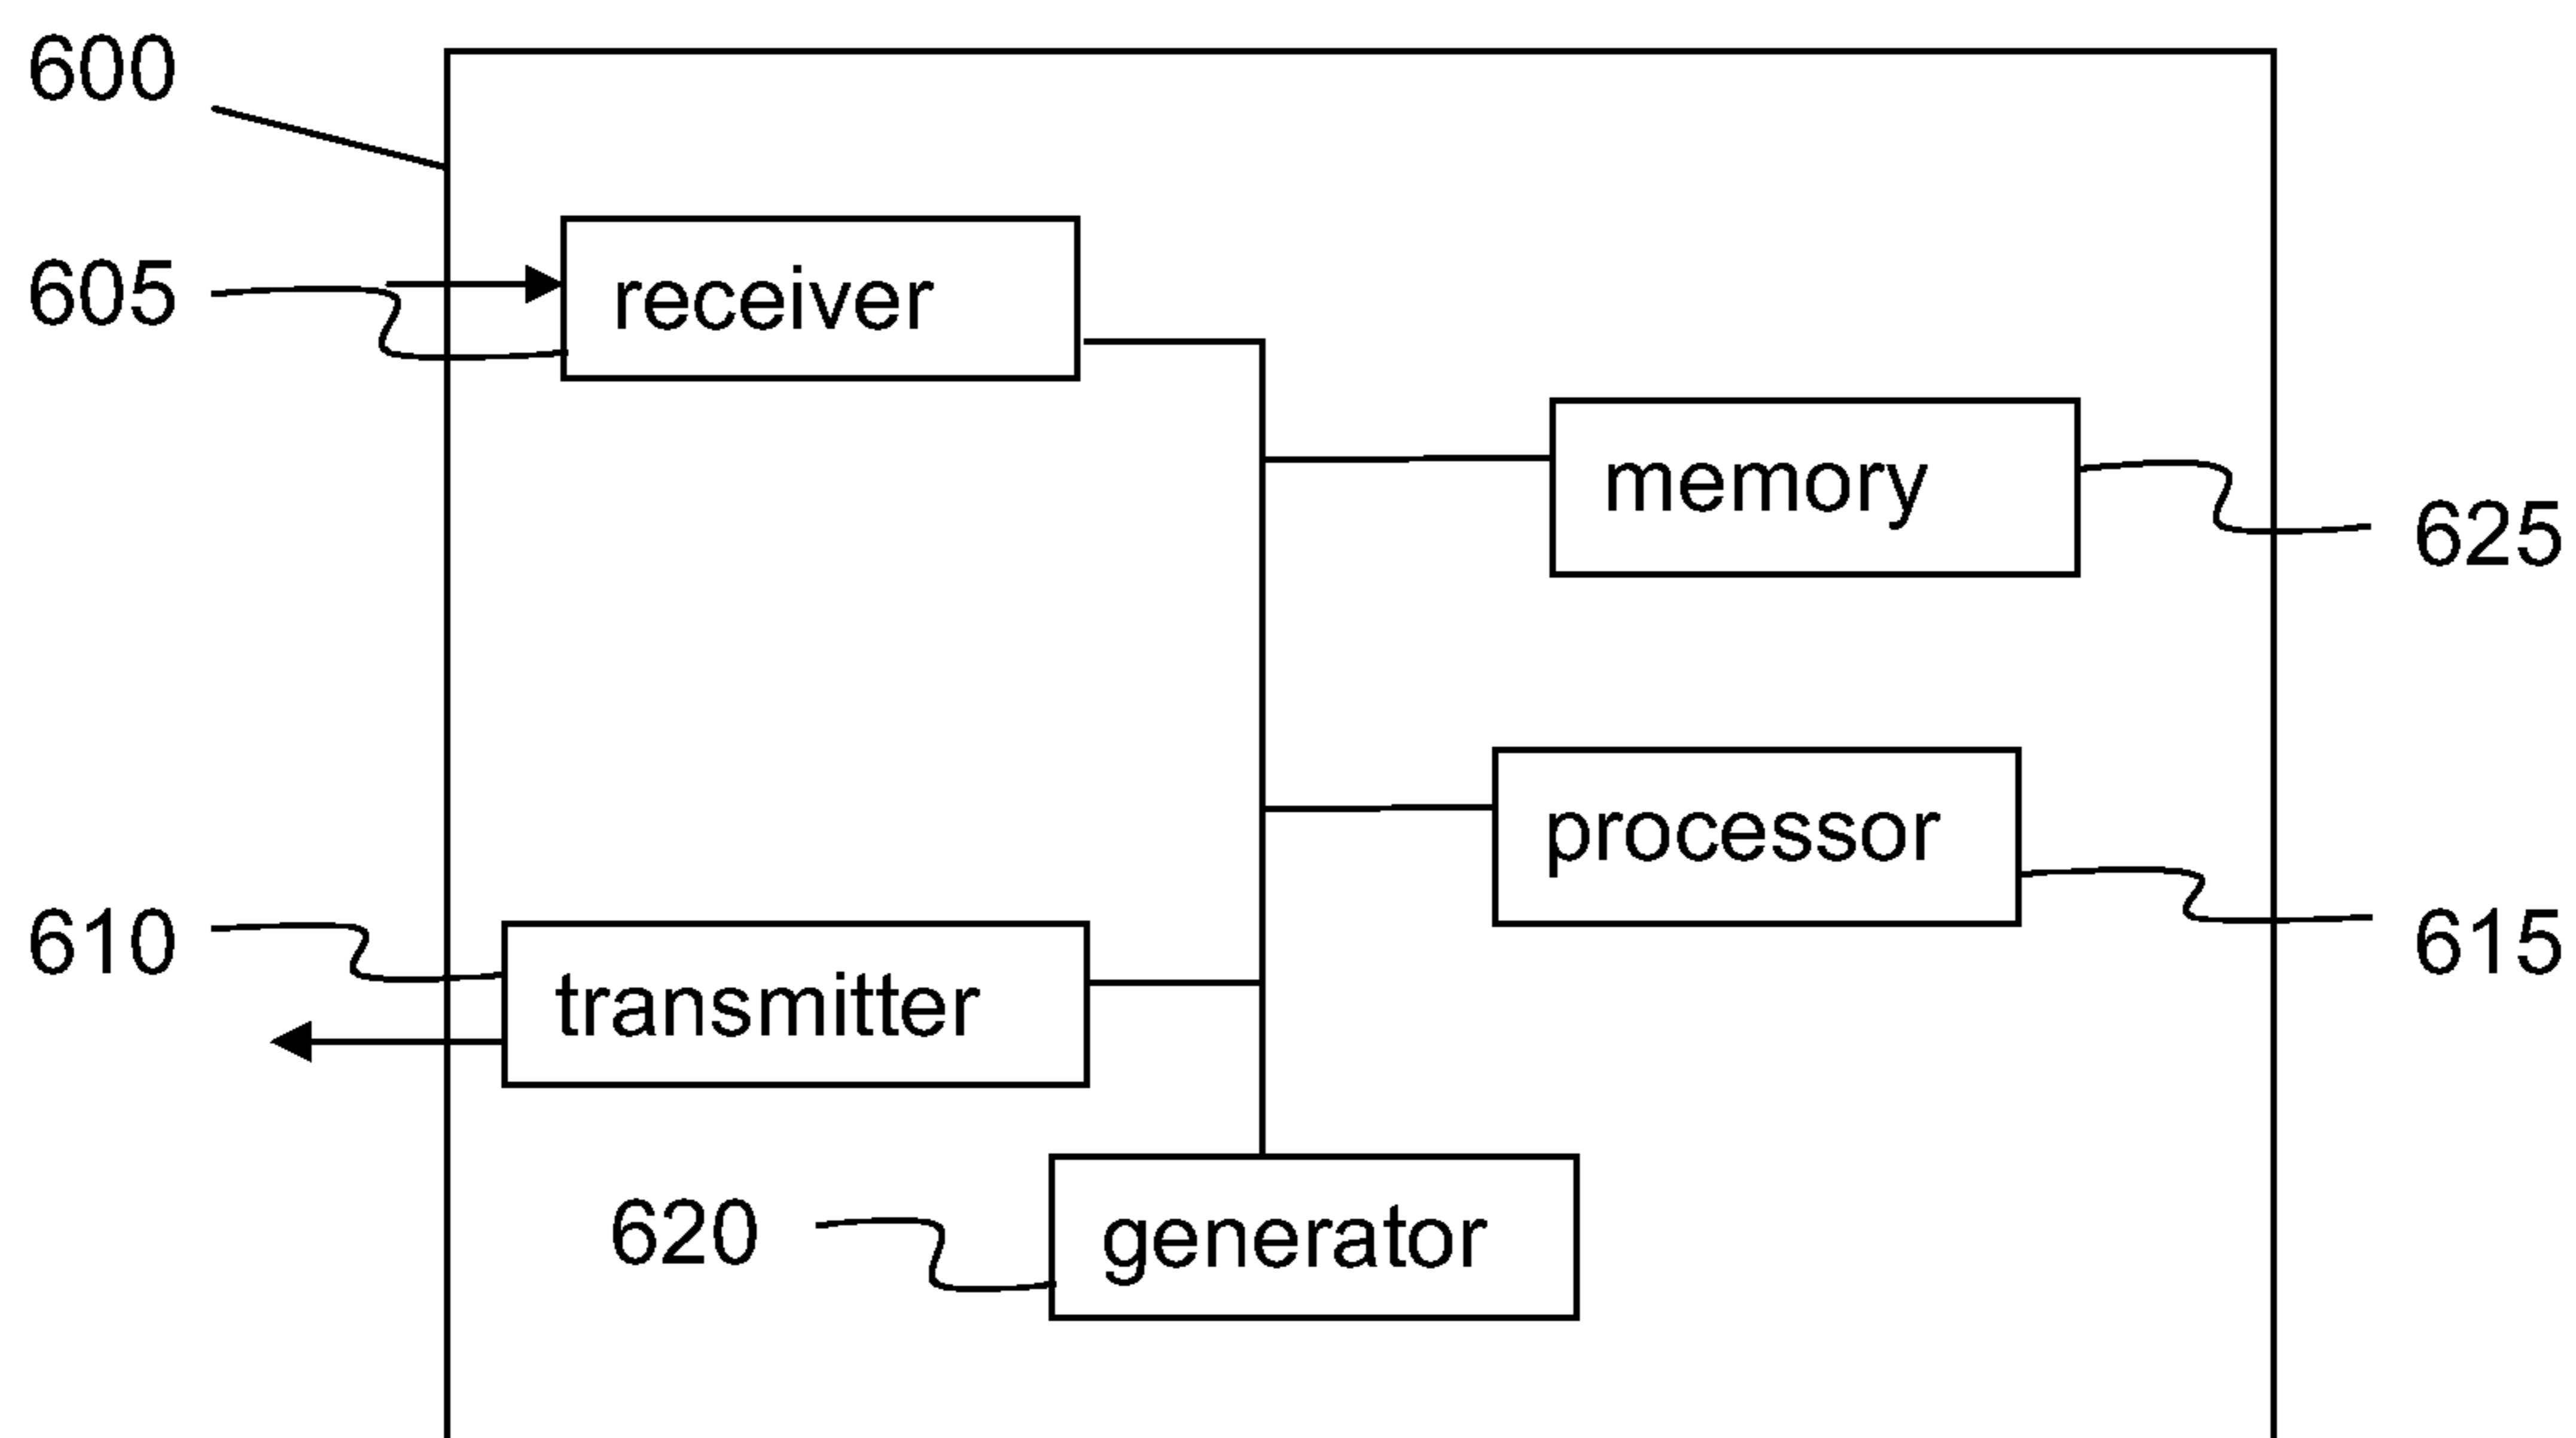 600
605
receiver
memory
625
processor
610
615
transmitter
620
generator